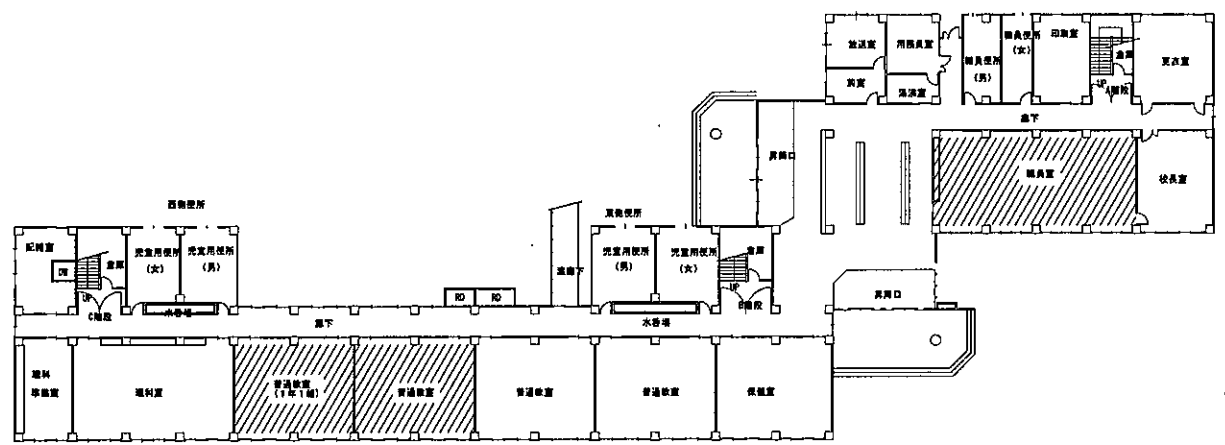 放送室
用務員室
職員便所
(男)
職員便所
(女)
印刷室
倉庫
更衣室
前室
湯沸室
UP
A階段
廊下
昇降口
職員室
校長室
西側便所
東側便所
配膳室
DW
倉庫
児童用便所
(女)
児童用便所
(男)
渡廊下
児童用便所
(男)
児童用便所
(女)
倉庫
UP
C階段
水呑場
RD
RD
水呑場
UP
B階段
昇降口
廊下
理科
準備室
理科室
普通教室
(1年1組)
普通教室
普通教室
普通教室
保健室